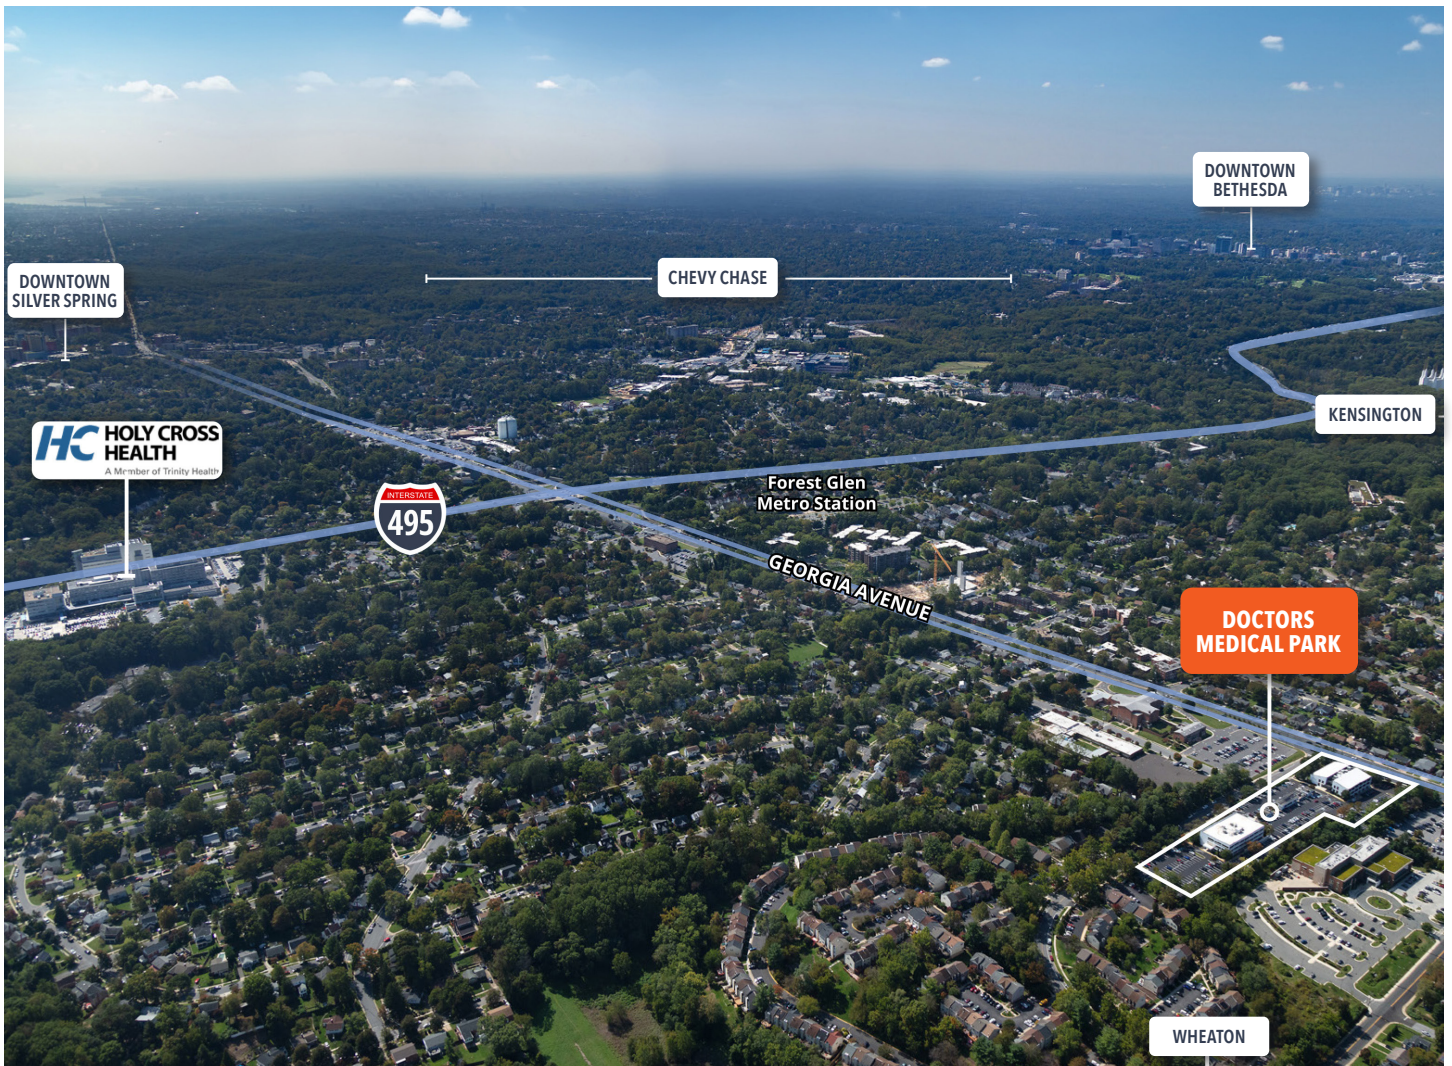 DOWNTOWN
BETHESDA
DOWNTOWN
SILVER SPRING
CHEVY CHASE
KENSINGTON
HC HOLY CROSS
HEALTH
A Member of Trinity Health
INTERSTATE
495
Forest Glen
Metro Station
GEORGIA AVENUE
DOCTORS
MEDICAL PARK
WHEATON